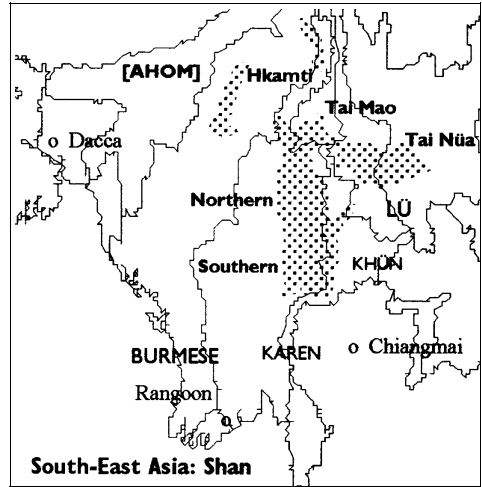 [AHOM]
Hkamti
Tai Mao
o Dacca
Tai Nüa
Northern
LÜ
Southern
KHÜN
BURMESE
KAREN
o Chiangmai
Rangoon
o
South-East Asia: Shan